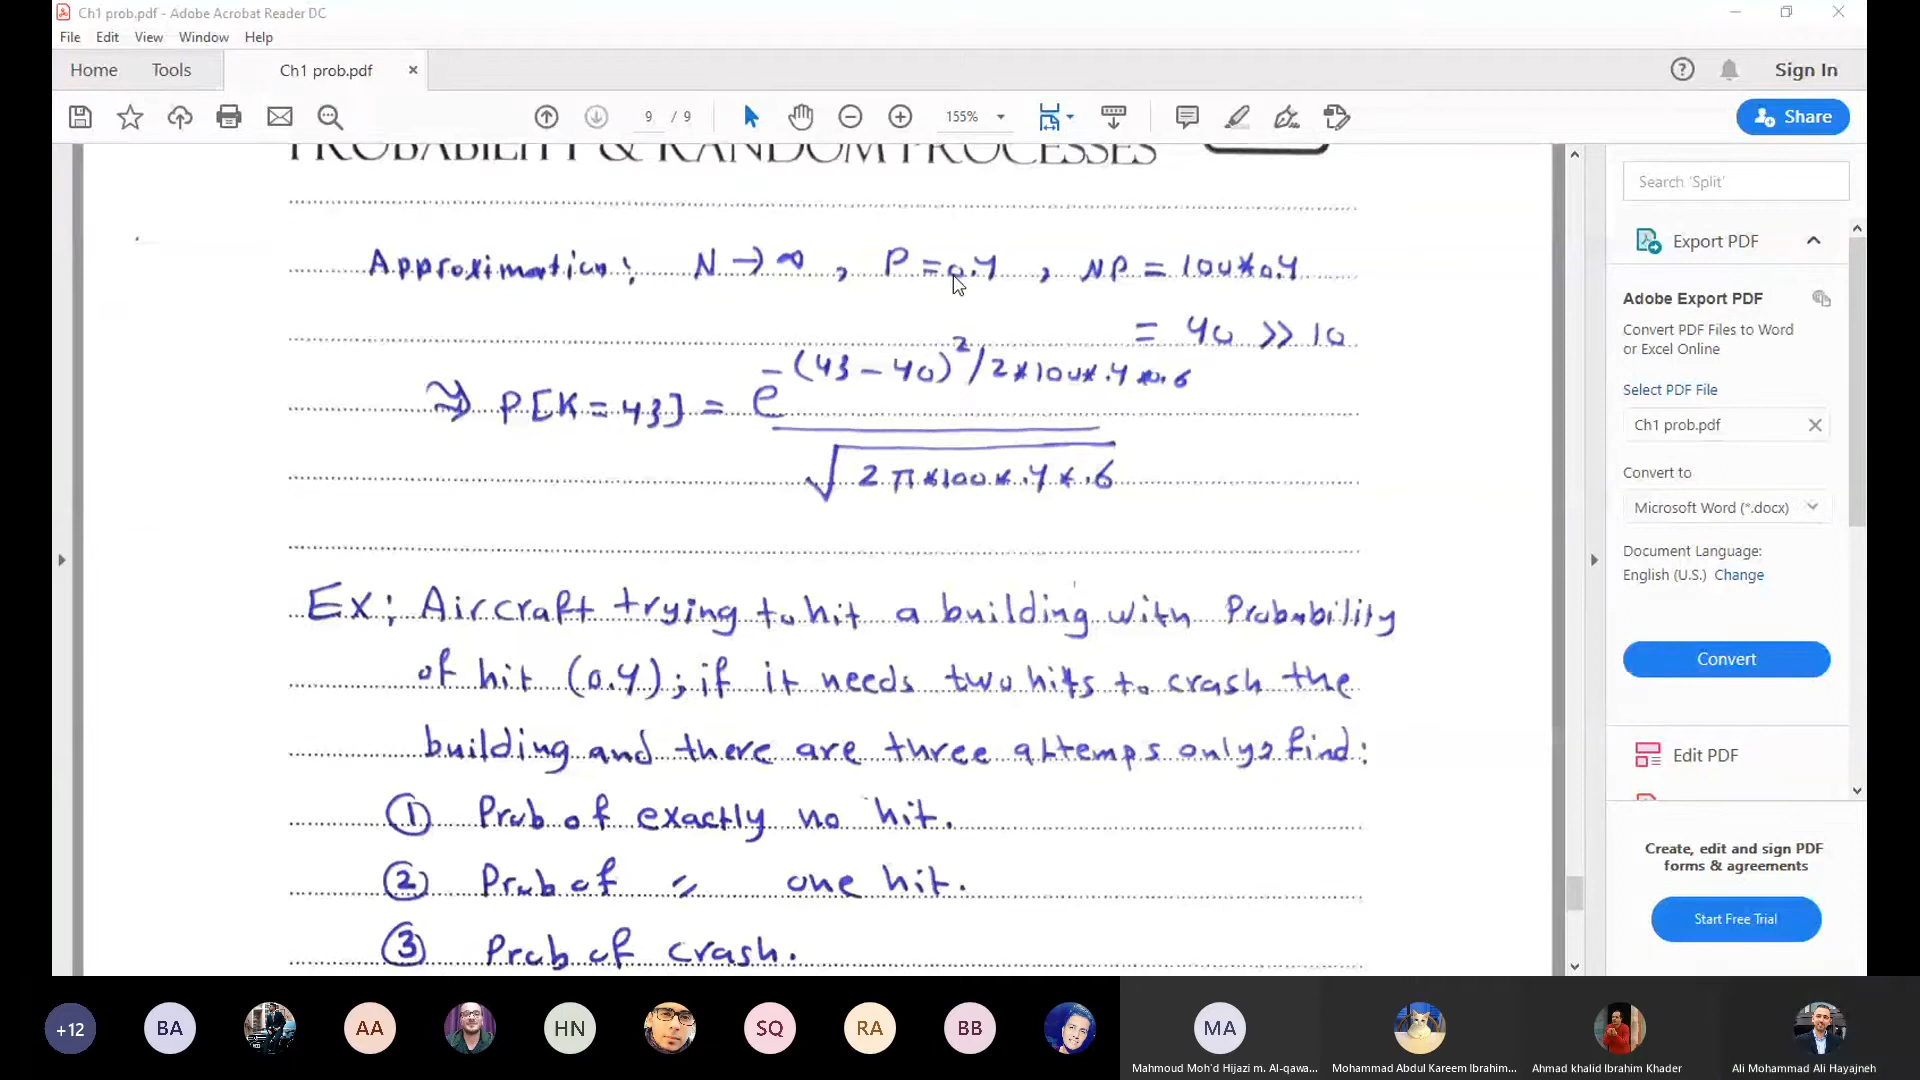 Ch1 prob.pdf - Adobe Acrobat Reader DC
File Edit View Window Help
Home Tools Ch1 prob.pdf × Sign In
9 / 9 155% Share
PROBABILITY & RANDOM PROCESSES
Approximation: N → ∞, P = 0.4, NP = 100*0.4
= 40 >> 10
⇒ P[K = 43] = e^-(43-40)^2/2*100*.4*0.6
√2π*100*.4*.6
Ex: Aircraft trying to hit a building with Probability
of hit (0.4); if it needs two hits to crash the
building and there are three attemps only, find:
① Prob of exactly no hit.
② Prob of 〃 one hit.
③ Prob of crash.
Search 'Split'
Export PDF
Adobe Export PDF
Convert PDF Files to Word
or Excel Online
Select PDF File
Ch1 prob.pdf ×
Convert to
Microsoft Word (*.docx)
Document Language:
English (U.S.) Change
Convert
Edit PDF
Create, edit and sign PDF
forms & agreements
Start Free Trial
+12 BA AA HN SQ RA BB MA
Mahmoud Moh'd Hijazi m. Al-qawa... Mohammad Abdul Kareem Ibrahim... Ahmad khalid Ibrahim Khader Ali Mohammad Ali Hayajneh